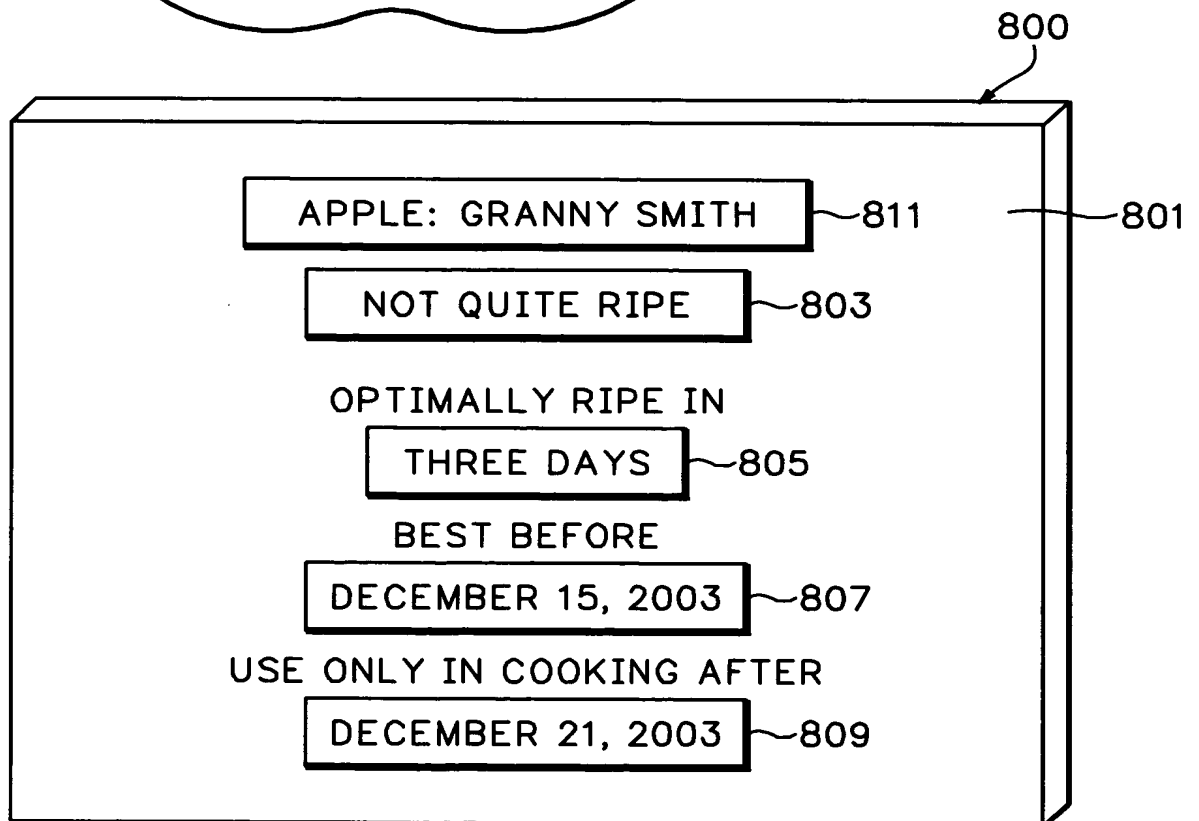 800
APPLE: GRANNY SMITH 811 801
NOT QUITE RIPE 803
OPTIMALLY RIPE IN
THREE DAYS 805
BEST BEFORE
DECEMBER 15, 2003 807
USE ONLY IN COOKING AFTER
DECEMBER 21, 2003 809